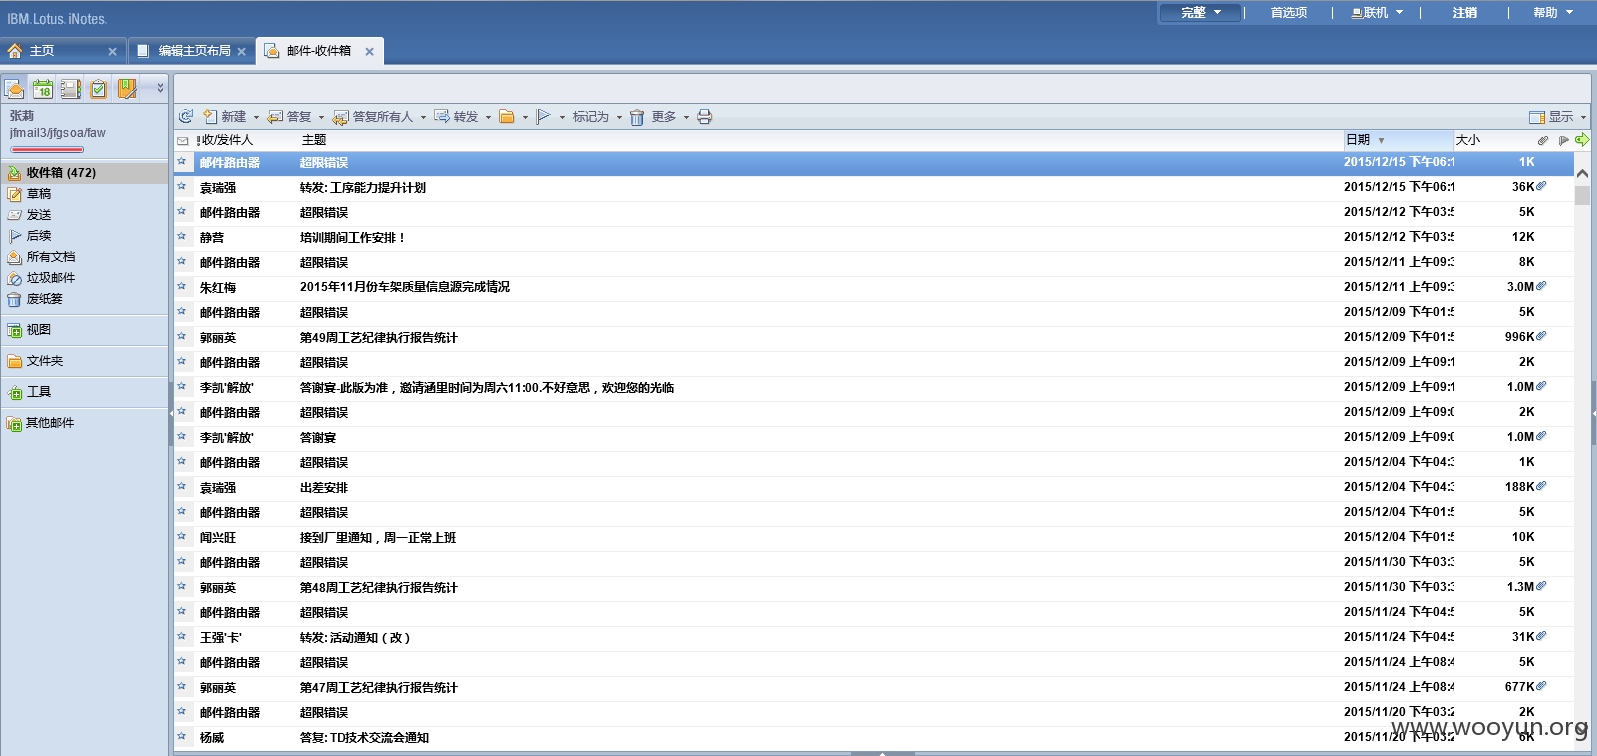 IBM.Lotus.iNotes.
完整 首选项 联机 注销 帮助
主页 编辑主页布局 邮件-收件箱
18
张莉
jfmail3/jfgsoa/faw
新建 答复 答复所有人 转发 标记为 更多 显示
!收/发件人 主题 日期 大小
收件箱 (472)
草稿
发送
后续
所有文档
垃圾邮件
废纸篓
视图
文件夹
工具
其他邮件
邮件路由器 超限错误 2015/12/15 下午06:1 1K
袁瑞强 转发: 工序能力提升计划 2015/12/15 下午06:1 36K
邮件路由器 超限错误 2015/12/12 下午03:5 5K
静营 培训期间工作安排！ 2015/12/12 下午03:5 12K
邮件路由器 超限错误 2015/12/11 上午09:3 8K
朱红梅 2015年11月份车架质量信息源完成情况 2015/12/11 上午09:3 3.0M
邮件路由器 超限错误 2015/12/09 下午01:5 5K
郭丽英 第49周工艺纪律执行报告统计 2015/12/09 下午01:5 996K
邮件路由器 超限错误 2015/12/09 上午09:1 2K
李凯'解放' 答谢宴-此版为准，邀请涵里时间为周六11:00.不好意思，欢迎您的光临 2015/12/09 上午09:1 1.0M
邮件路由器 超限错误 2015/12/09 上午09:0 2K
李凯'解放' 答谢宴 2015/12/09 上午09:0 1.0M
邮件路由器 超限错误 2015/12/04 下午04:3 1K
袁瑞强 出差安排 2015/12/04 下午04:3 188K
邮件路由器 超限错误 2015/12/04 下午01:5 5K
闻兴旺 接到厂里通知，周一正常上班 2015/12/04 下午01:5 10K
邮件路由器 超限错误 2015/11/30 下午03:3 5K
郭丽英 第48周工艺纪律执行报告统计 2015/11/30 下午03:3 1.3M
邮件路由器 超限错误 2015/11/24 下午04:5 5K
王强'卡' 转发: 活动通知（改） 2015/11/24 下午04:5 31K
邮件路由器 超限错误 2015/11/24 上午08:4 5K
郭丽英 第47周工艺纪律执行报告统计 2015/11/24 上午08:4 677K
邮件路由器 超限错误 2015/11/20 下午03:2 2K
杨威 答复: TD技术交流会通知 2015/11/20 下午03:2 6K
www.wooyun.org